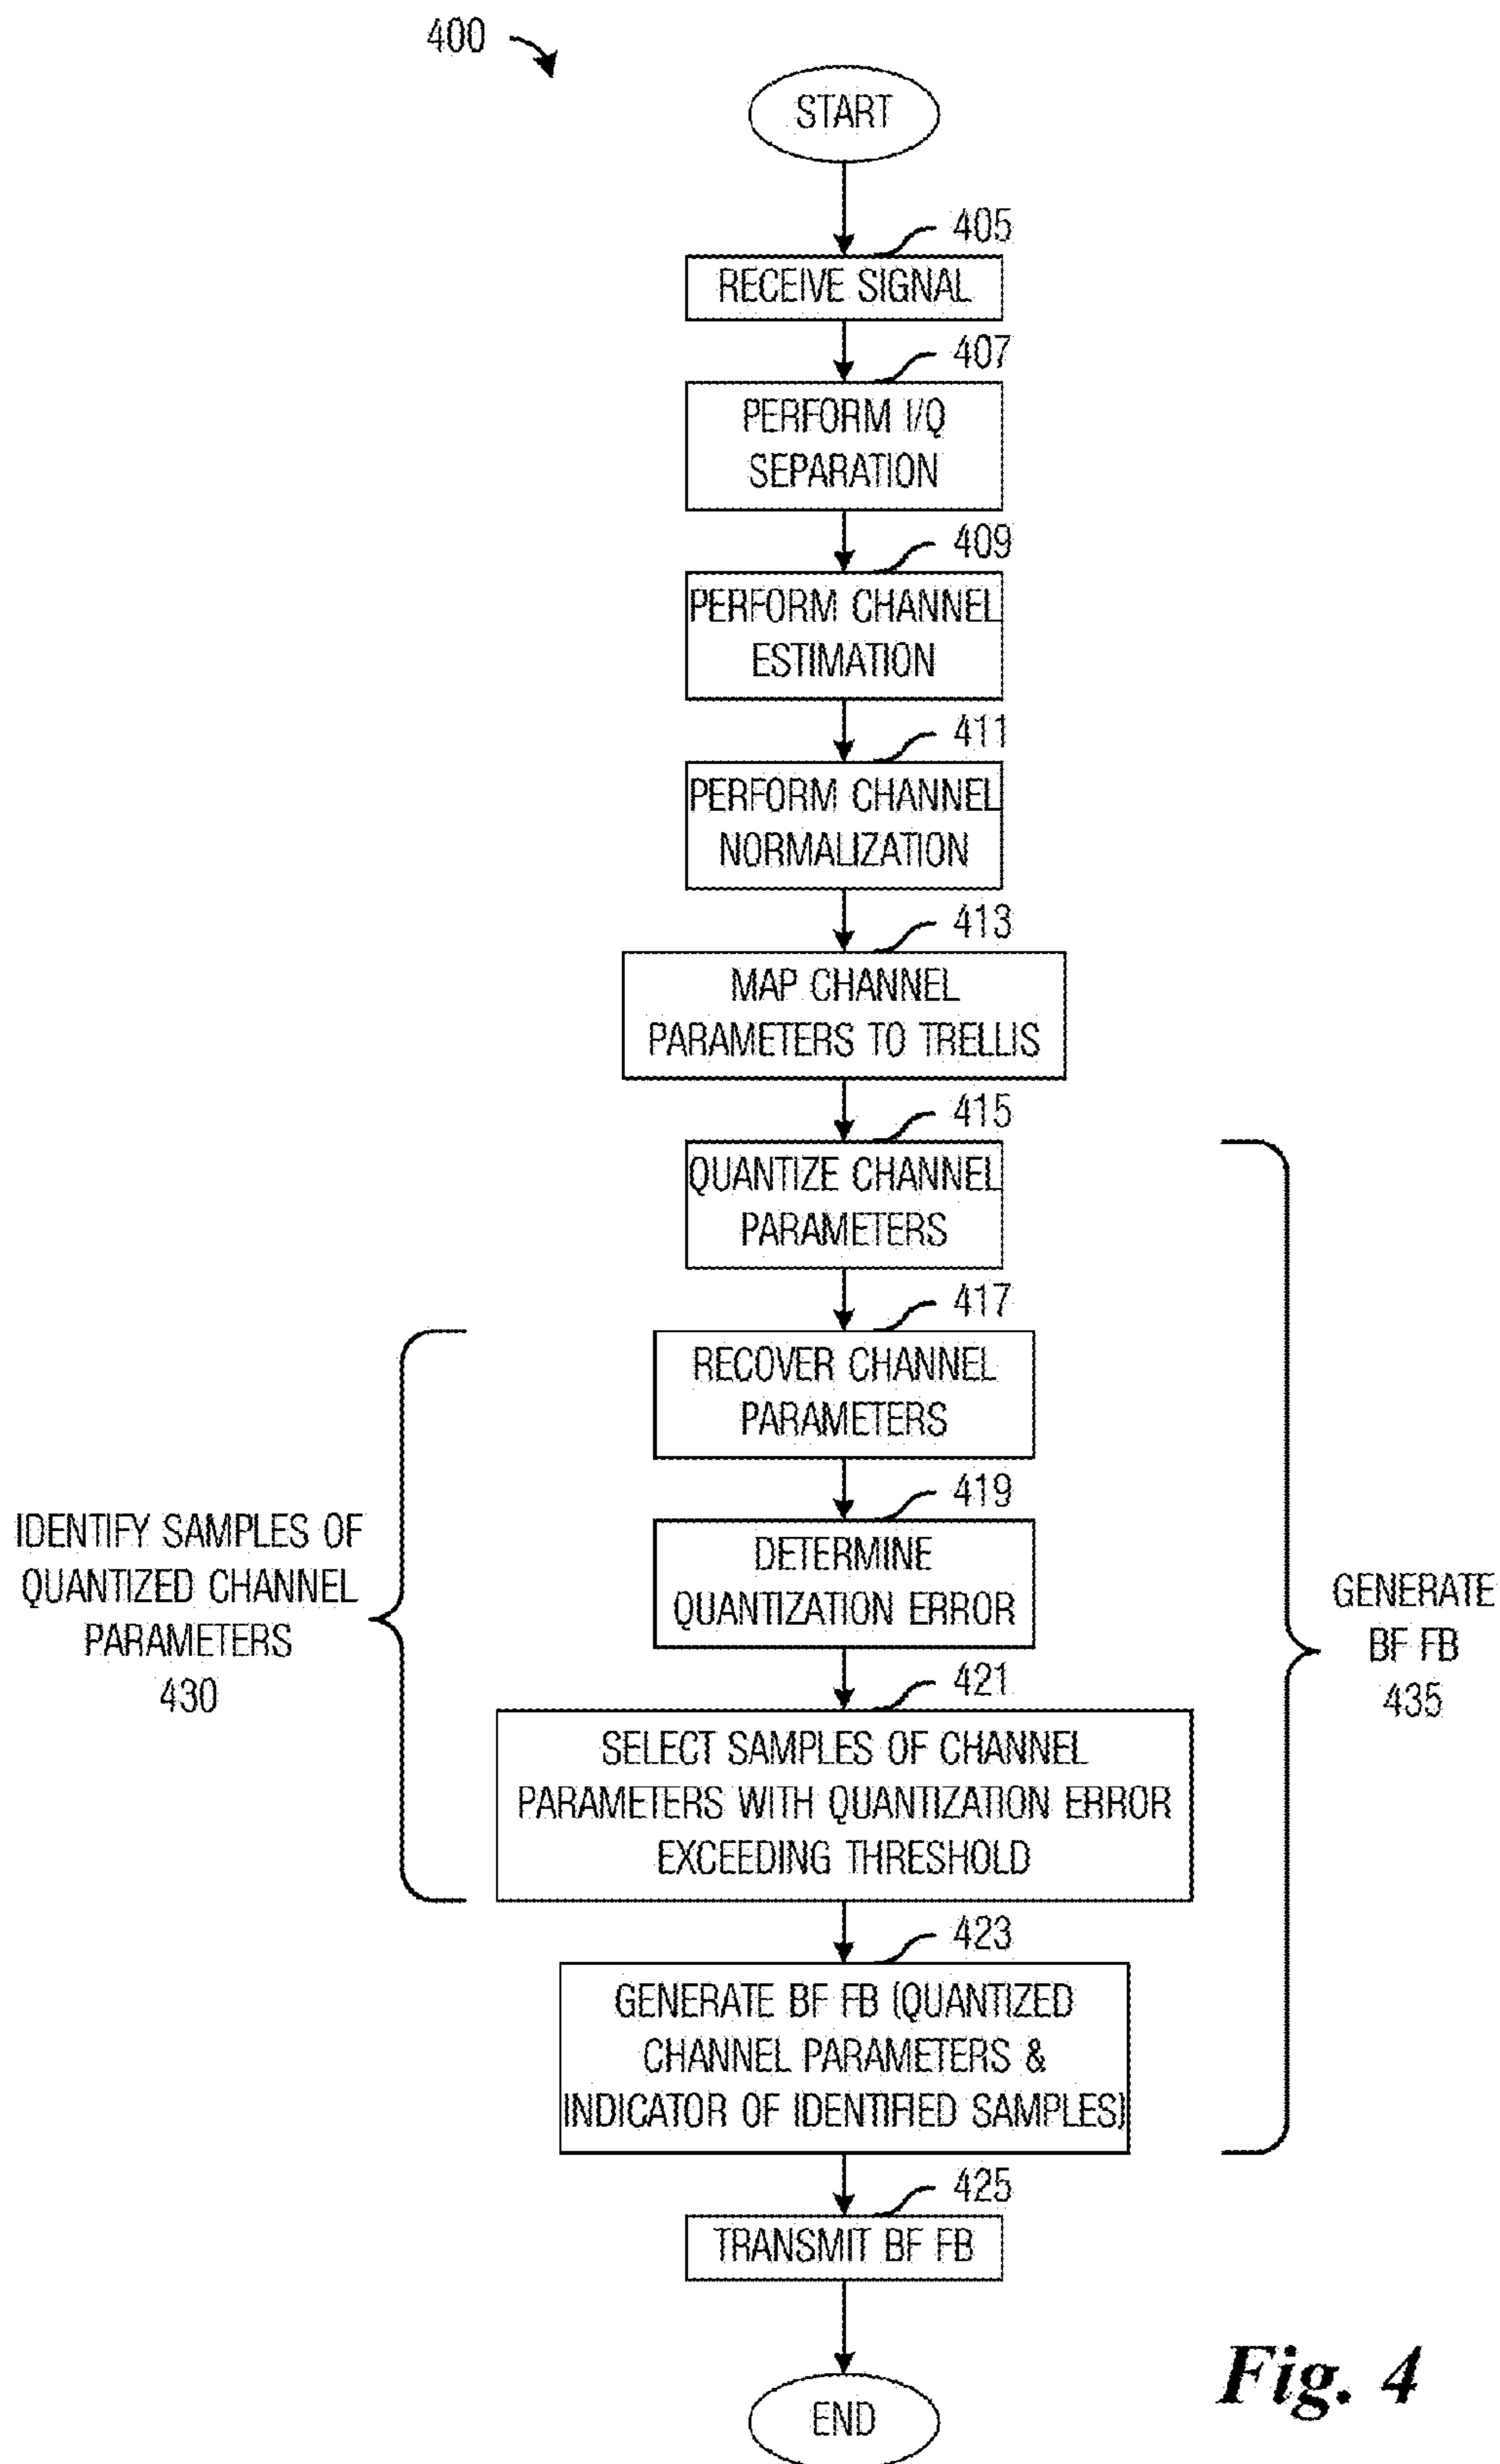 400
START
405
RECEIVE SIGNAL
407
PERFORM I/Q
SEPARATION
409
PERFORM CHANNEL
ESTIMATION
411
PERFORM CHANNEL
NORMALIZATION
413
MAP CHANNEL
PARAMETERS TO TRELLIS
415
QUANTIZE CHANNEL
PARAMETERS
417
RECOVER CHANNEL
PARAMETERS
419
DETERMINE
QUANTIZATION ERROR
421
SELECT SAMPLES OF CHANNEL
PARAMETERS WITH QUANTIZATION ERROR
EXCEEDING THRESHOLD
IDENTIFY SAMPLES OF
QUANTIZED CHANNEL
PARAMETERS
430
GENERATE
BF FB
435
423
GENERATE BF FB (QUANTIZED
CHANNEL PARAMETERS &
INDICATOR OF IDENTIFIED SAMPLES)
425
TRANSMIT BF FB
END
Fig. 4